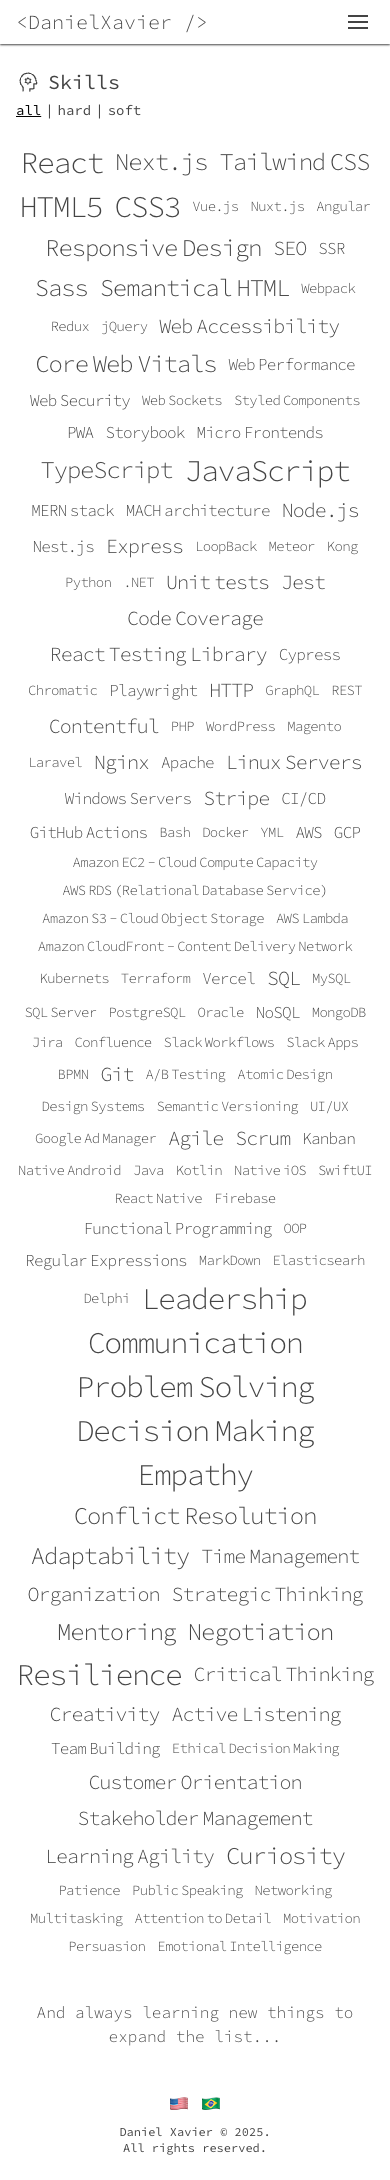 <DanielXavier />
Skills
all | hard | soft
React Next.js Tailwind CSS
HTML5 CSS3 Vue.js Nuxt.js Angular
Responsive Design SEO SSR
Sass Semantical HTML Webpack
Redux jQuery Web Accessibility
Core Web Vitals Web Performance
Web Security Web Sockets Styled Components
PWA Storybook Micro Frontends
TypeScript JavaScript
MERN stack MACH architecture Node.js
Nest.js Express LoopBack Meteor Kong
Python .NET Unit tests Jest
Code Coverage
React Testing Library Cypress
Chromatic Playwright HTTP GraphQL REST
Contentful PHP WordPress Magento
Laravel Nginx Apache Linux Servers
Windows Servers Stripe CI/CD
GitHub Actions Bash Docker YML AWS GCP
Amazon EC2 - Cloud Compute Capacity
AWS RDS (Relational Database Service)
Amazon S3 - Cloud Object Storage AWS Lambda
Amazon CloudFront - Content Delivery Network
Kubernets Terraform Vercel SQL MySQL
SQL Server PostgreSQL Oracle NoSQL MongoDB
Jira Confluence Slack Workflows Slack Apps
BPMN Git A/B Testing Atomic Design
Design Systems Semantic Versioning UI/UX
Google Ad Manager Agile Scrum Kanban
Native Android Java Kotlin Native iOS SwiftUI
React Native Firebase
Functional Programming OOP
Regular Expressions MarkDown Elasticsearh
Delphi Leadership
Communication
Problem Solving
Decision Making
Empathy
Conflict Resolution
Adaptability Time Management
Organization Strategic Thinking
Mentoring Negotiation
Resilience Critical Thinking
Creativity Active Listening
Team Building Ethical Decision Making
Customer Orientation
Stakeholder Management
Learning Agility Curiosity
Patience Public Speaking Networking
Multitasking Attention to Detail Motivation
Persuasion Emotional Intelligence
And always learning new things to
expand the list...
Daniel Xavier © 2025.
All rights reserved.